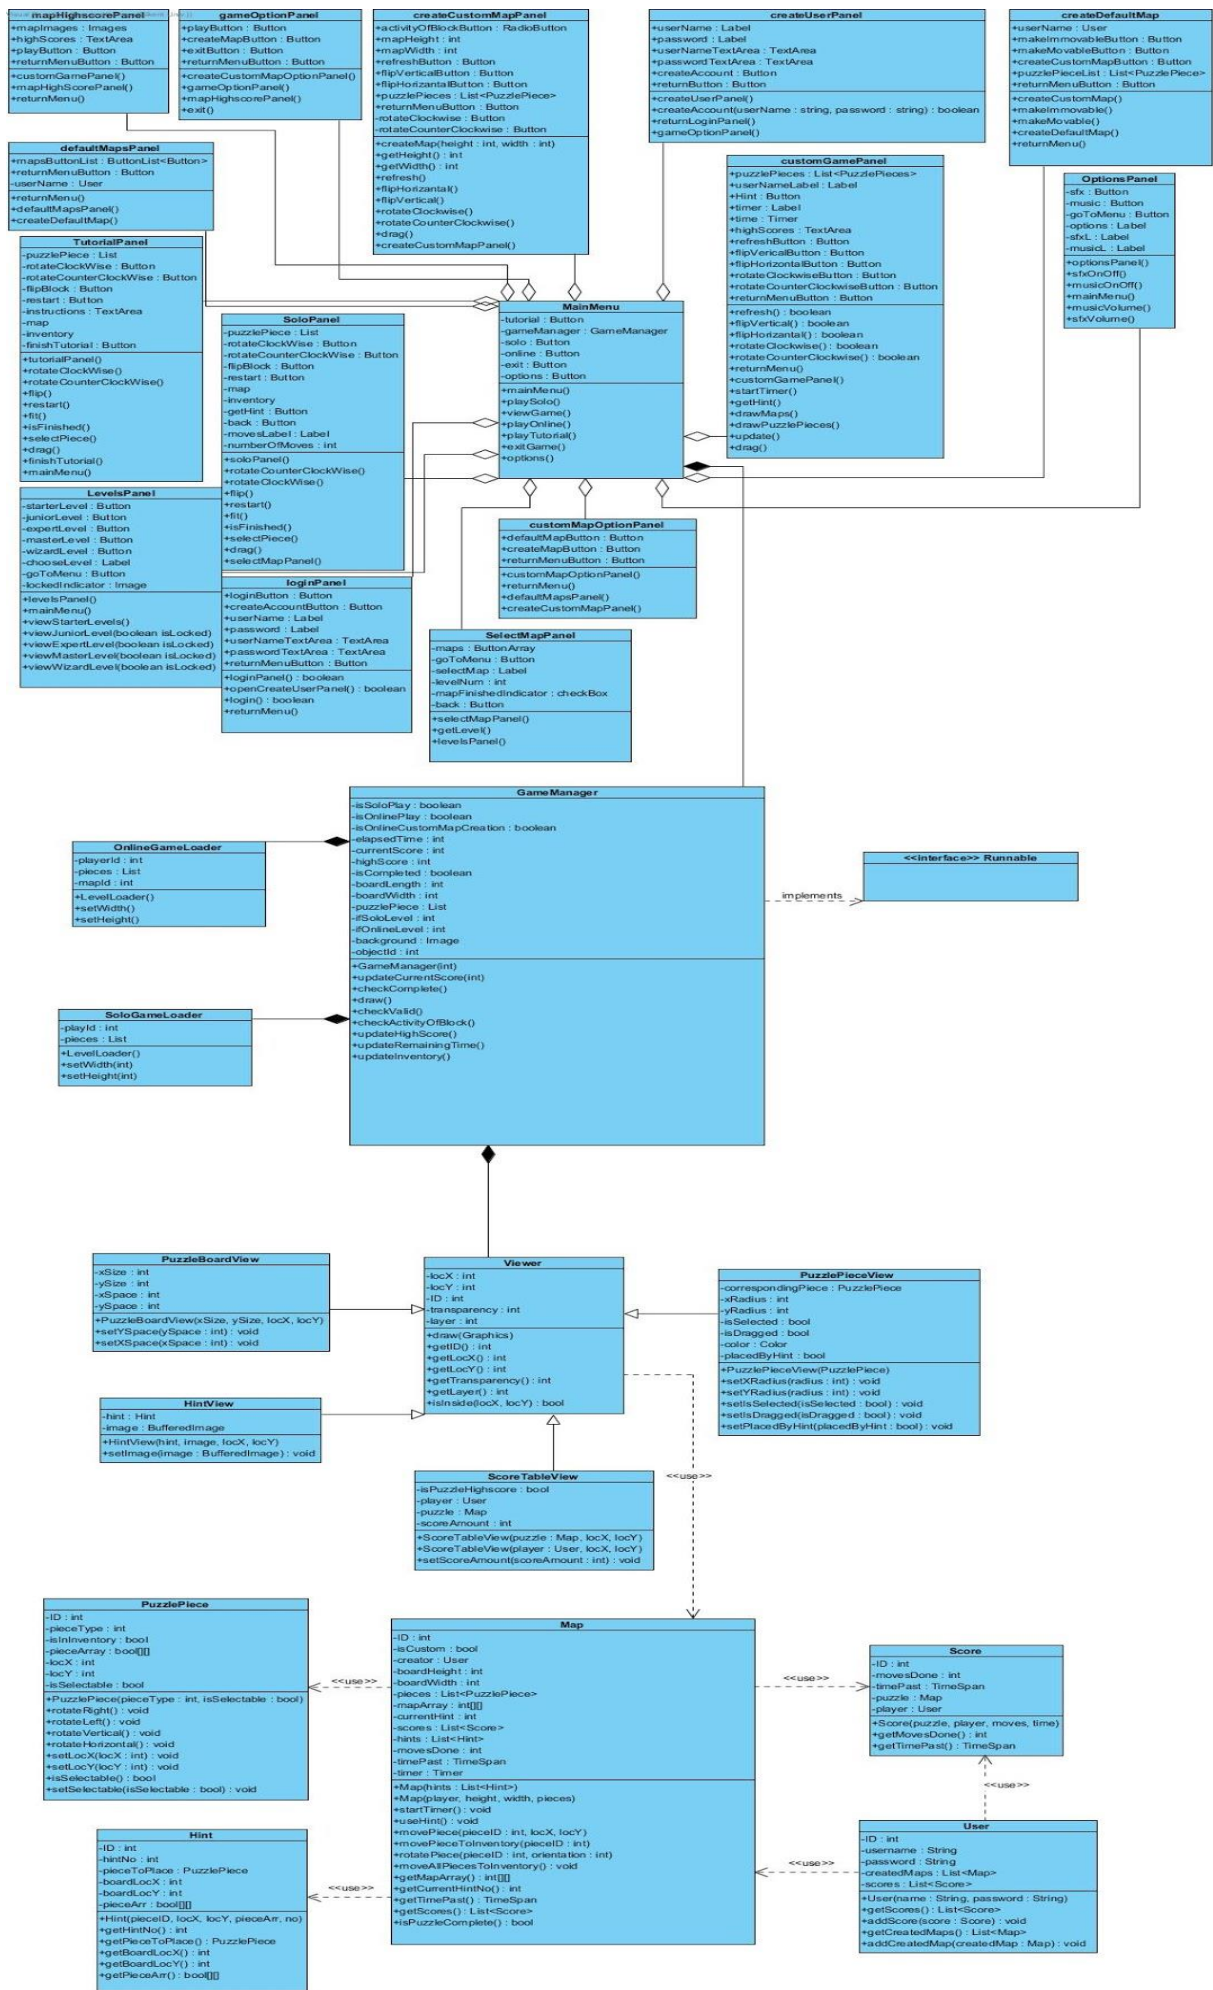 mapHighscorePanel
+mapImages : Images
+highScores : TextArea
+playButton : Button
+returnMenuButton : Button
+customGamePanel()
+mapHighScorePanel()
+returnMenu()
gameOptionPanel
+playButton : Button
+createMapButton : Button
+exitButton : Button
+returnMenuButton : Button
+createCustomMapOptionPanel()
+gameOptionPanel()
+mapHighscorePanel()
+exit()
createCustomMapPanel
+activityOfBlockButton : RadioButton
+mapHeight : int
+mapWidth : int
+refreshButton : Button
+flipVerticalButton : Button
+flipHorizantalButton : Button
+puzzlePieces : List<PuzzlePiece>
+returnMenuButton : Button
-rotateClockwise : Button
-rotateCounterClockwise : Button
+createMap(height : int, width : int)
+getHeight() : int
+getWidth() : int
+refresh()
+flipHorizantal()
+flipVertical()
+rotateClockwise()
+rotateCounterClockwise()
+drag()
+createCustomMapPanel()
createUserPanel
+userName : Label
+password : Label
+userNameTextArea : TextArea
+passwordTextArea : TextArea
+createAccount : Button
+returnButton : Button
+createUserPanel()
+createAccount(userName : string, password : string) : boolean
+returnLoginPanel()
+gameOptionPanel()
createDefaultMap
+userName : User
+makeImmovableButton : Button
+makeMovableButton : Button
+createCustomMapButton : Button
+puzzlePieceList : List<PuzzlePiece>
+returnMenuButton : Button
+createCustomMap()
+makeImmovable()
+makeMovable()
+createDefaultMap()
+returnMenu()
defaultMapsPanel
+mapsButtonList : ButtonList<Button>
+returnMenuButton : Button
-userName : User
+returnMenu()
+defaultMapsPanel()
+createDefaultMap()
customGamePanel
+puzzlePieces : List<PuzzlePieces>
+userNameLabel : Label
+Hint : Button
+timer : Label
+time : Timer
+highScores : TextArea
+refreshButton : Button
+flipVericalButton : Button
+flipHorizontalButton : Button
+rotateClockwiseButton : Button
+rotateCounterClockwiseButton : Button
+returnMenuButton : Button
+refresh() : boolean
+flipVertical() : boolean
+flipHorizantal() : boolean
+rotateClockwise() : boolean
+rotateCounterClockwise() : boolean
+returnMenu()
+customGamePanel()
+startTimer()
+getHint()
+drawMaps()
+drawPuzzlePieces()
+update()
+drag()
OptionsPanel
-sfx : Button
-music : Button
-goToMenu : Button
-options : Label
-sfxL : Label
-musicL : Label
+optionsPanel()
+sfxOnOff()
+musicOnOff()
+mainMenu()
+musicVolume()
+sfxVolume()
TutorialPanel
-puzzlePiece : List
-rotateClockWise : Button
-rotateCounterClockWise : Button
-flipBlock : Button
-restart : Button
-instructions : TextArea
-map
-inventory
-finishTutorial : Button
+tutorialPanel()
+rotateClockWise()
+rotateCounterClockWise()
+flip()
+restart()
+fit()
+isFinished()
+selectPiece()
+drag()
+finishTutorial()
+mainMenu()
SoloPanel
-puzzlePiece : List
-rotateClockWise : Button
-rotateCounterClockWise : Button
-flipBlock : Button
-restart : Button
-map
-inventory
-getHint : Button
-back : Button
-movesLabel : Label
-numberOfMoves : int
+soloPanel()
+rotateCounterClockWise()
+rotateClockWise()
+flip()
+restart()
+fit()
+isFinished()
+selectPiece()
+drag()
+selectMapPanel()
MainMenu
-tutorial : Button
-gameManager : GameManager
-solo : Button
-online : Button
-exit : Button
-options : Button
+mainMenu()
+playSolo()
+viewGame()
+playOnline()
+playTutorial()
+exitGame()
+options()
LevelsPanel
-starterLevel : Button
-juniorLevel : Button
-expertLevel : Button
-masterLevel : Button
-wizardLevel : Button
-chooseLevel : Label
-goToMenu : Button
-lockedIndicator : Image
+levelsPanel()
+mainMenu()
+viewStarterLevels()
+viewJuniorLevel(boolean isLocked)
+viewExpertLevel(boolean isLocked)
+viewMasterLevel(boolean isLocked)
+viewWizardLevel(boolean isLocked)
loginPanel
+loginButton : Button
+createAccountButton : Button
+userName : Label
+password : Label
+userNameTextArea : TextArea
+passwordTextArea : TextArea
+returnMenuButton : Button
+loginPanel() : boolean
+openCreateUserPanel() : boolean
+login() : boolean
+returnMenu()
customMapOptionPanel
+defaultMapButton : Button
+createMapButton : Button
+returnMenuButton : Button
+customMapOptionPanel()
+returnMenu()
+defaultMapsPanel()
+createCustomMapPanel()
SelectMapPanel
-maps : ButtonArray
-goToMenu : Button
-selectMap : Label
-levelNum : int
-mapFinishedIndicator : checkBox
-back : Button
+selectMapPanel()
+getLevel()
+levelsPanel()
GameManager
-isSoloPlay : boolean
-isOnlinePlay : boolean
-isOnlineCustomMapCreation : boolean
-elapsedTime : int
-currentScore : int
-highScore : int
-isCompleted : boolean
-boardLength : int
-boardWidth : int
-puzzlePiece : List
-ifSoloLevel : int
-ifOnlineLevel : int
-background : Image
-objectId : int
+GameManager(int)
+updateCurrentScore(int)
+checkComplete()
+draw()
+checkValid()
+checkActivityOfBlock()
+updateHighScore()
+updateRemainingTime()
+updateInventory()
OnlineGameLoader
-playerId : int
-pieces : List
-mapId : int
+LevelLoader()
+setWidth()
+setHeight()
<<interface>> Runnable
implements
SoloGameLoader
-playId : int
-pieces : List
+LevelLoader()
+setWidth(int)
+setHeight(int)
PuzzleBoardView
-xSize : int
-ySize : int
-xSpace : int
-ySpace : int
+PuzzleBoardView(xSize, ySize, locX, locY)
+setYSpace(ySpace : int) : void
+setXSpace(xSpace : int) : void
Viewer
-locX : int
-locY : int
-ID : int
-transparency : int
-layer : int
+draw(Graphics)
+getID() : int
+getLocX() : int
+getLocY() : int
+getTransparency() : int
+getLayer() : int
+isInside(locX, locY) : bool
PuzzlePieceView
-correspondingPiece : PuzzlePiece
-xRadius : int
-yRadius : int
-isSelected : bool
-isDragged : bool
-color : Color
-placedByHint : bool
+PuzzlePieceView(PuzzlePiece)
+setXRadius(radius : int) : void
+setYRadius(radius : int) : void
+setIsSelected(isSelected : bool) : void
+setIsDragged(isDragged : bool) : void
+setPlacedByHint(placedByHint : bool) : void
HintView
-hint : Hint
-image : BufferedImage
+HintView(hint, image, locX, locY)
+setImage(image : BufferedImage) : void
ScoreTableView
-isPuzzleHighscore : bool
-player : User
-puzzle : Map
-scoreAmount : int
+ScoreTableView(puzzle : Map, locX, locY)
+ScoreTableView(player : User, locX, locY)
+setScoreAmount(scoreAmount : int) : void
<<use>>
PuzzlePiece
-ID : int
-pieceType : int
-isInInventory : bool
-pieceArray : bool[][]
-locX : int
-locY : int
-isSelectable : bool
+PuzzlePiece(pieceType : int, isSelectable : bool)
+rotateRight() : void
+rotateLeft() : void
+rotateVertical() : void
+rotateHorizontal() : void
+setLocX(locX : int) : void
+setLocY(locY : int) : void
+isSelectable() : bool
+setSelectable(isSelectable : bool) : void
<<use>>
Map
-ID : int
-isCustom : bool
-creator : User
-boardHeight : int
-boardWidth : int
-pieces : List<PuzzlePiece>
-mapArray : int[][]
-currentHint : int
-scores : List<Score>
-hints : List<Hint>
-movesDone : int
-timePast : TimeSpan
-timer : Timer
+Map(hints : List<Hint>)
+Map(player, height, width, pieces)
+startTimer() : void
+useHint() : void
+movePiece(pieceID : int, locX, locY)
+movePieceToInventory(pieceID : int)
+rotatePiece(pieceID : int, orientation : int)
+moveAllPiecesToInventory() : void
+getMapArray() : int[][]
+getCurrentHintNo() : int
+getTimePast() : TimeSpan
+getScores() : List<Score>
+isPuzzleComplete() : bool
<<use>>
Score
-ID : int
-movesDone : int
-timePast : TimeSpan
-puzzle : Map
-player : User
+Score(puzzle, player, moves, time)
+getMovesDone() : int
+getTimePast() : TimeSpan
<<use>>
Hint
-ID : int
-hintNo : int
-pieceToPlace : PuzzlePiece
-boardLocX : int
-boardLocY : int
-pieceArr : bool[][]
+Hint(pieceID, locX, locY, pieceArr, no)
+getHintNo() : int
+getPieceToPlace() : PuzzlePiece
+getBoardLocX() : int
+getBoardLocY() : int
+getPieceArr() : bool[][]
<<use>>
<<use>>
User
-ID : int
-username : String
-password : String
-createdMaps : List<Map>
-scores : List<Score>
+User(name : String, password : String)
+getScores() : List<Score>
+addScore(score : Score) : void
+getCreatedMaps() : List<Map>
+addCreatedMap(createdMap : Map) : void